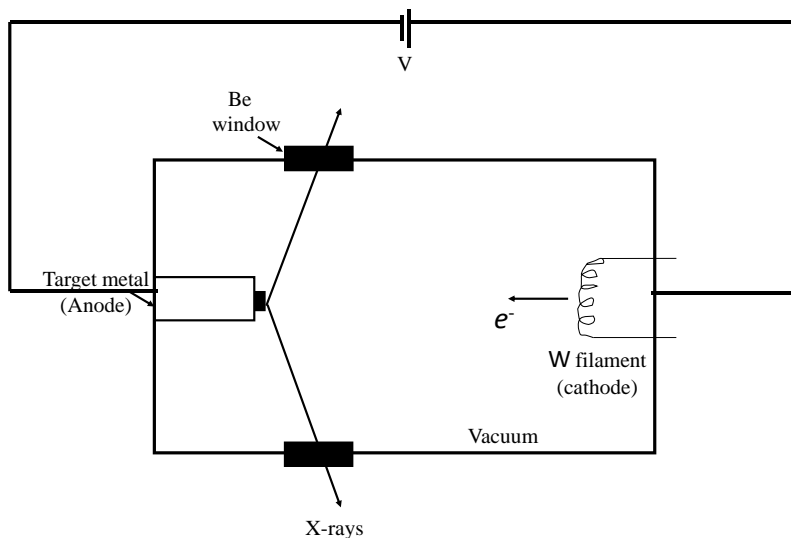 V
Be
window
Target metal
(Anode)
e-
W filament
(cathode)
Vacuum
X-rays